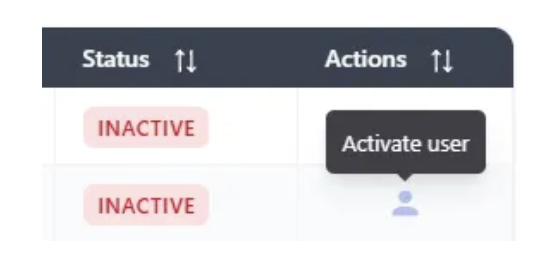 Status Actions
INACTIVE
Activate user
INACTIVE